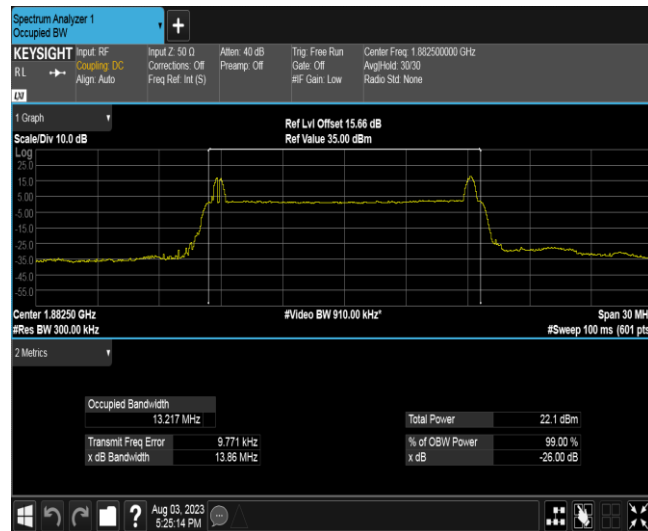 Spectrum Analyzer 1
Occupied BW
KEYSIGHT
RL
LXI
Input: RF
Coupling: DC
Align: Auto
Input Z: 50 Ω
Corrections: Off
Freq Ref: Int (S)
Atten: 40 dB
Preamp: Off
Trig: Free Run
Gate: Off
#IF Gain: Low
Center Freq: 1.882500000 GHz
Avg|Hold: 30/30
Radio Std: None
1 Graph
Scale/Div 10.0 dB
Ref Lvl Offset 15.66 dB
Ref Value 35.00 dBm
Log
25.0
15.0
5.00
-5.00
-15.0
-25.0
-35.0
-45.0
-55.0
Center 1.88250 GHz
#Res BW 300.00 kHz
#Video BW 910.00 kHz*
Span 30 MH
#Sweep 100 ms (601 pts
2 Metrics
Occupied Bandwidth
13.217 MHz
Transmit Freq Error 9.771 kHz
x dB Bandwidth 13.86 MHz
Total Power 22.1 dBm
% of OBW Power 99.00 %
x dB -26.00 dB
?
Aug 03, 2023
5:25:14 PM